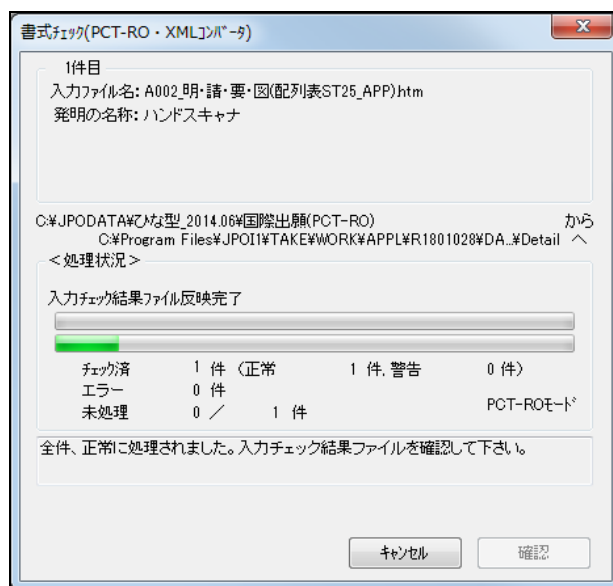 書式ﾁｪｯｸ(PCT-RO・XMLｺﾝﾊﾞｰﾀ)
1件目
入力ﾌｧｲﾙ名: A002_明・請・要・図(配列表ST25_APP).htm
発明の名称: ハンドスキャナ
C:¥JPODATA¥ひな型_2014.06¥国際出願(PCT-RO) から
C:¥Program Files¥JPOI1¥TAKE¥WORK¥APPL¥R1801028¥DA..¥Detail へ
<処理状況>
入力ﾁｪｯｸ結果ﾌｧｲﾙ反映完了
ﾁｪｯｸ済 1 件 (正常 1 件, 警告 0 件)
エラー 0 件
未処理 0 / 1 件 PCT-ROﾓｰﾄﾞ
全件、正常に処理されました。入力チェック結果ファイルを確認して下さい。
ｷｬﾝｾﾙ 確認